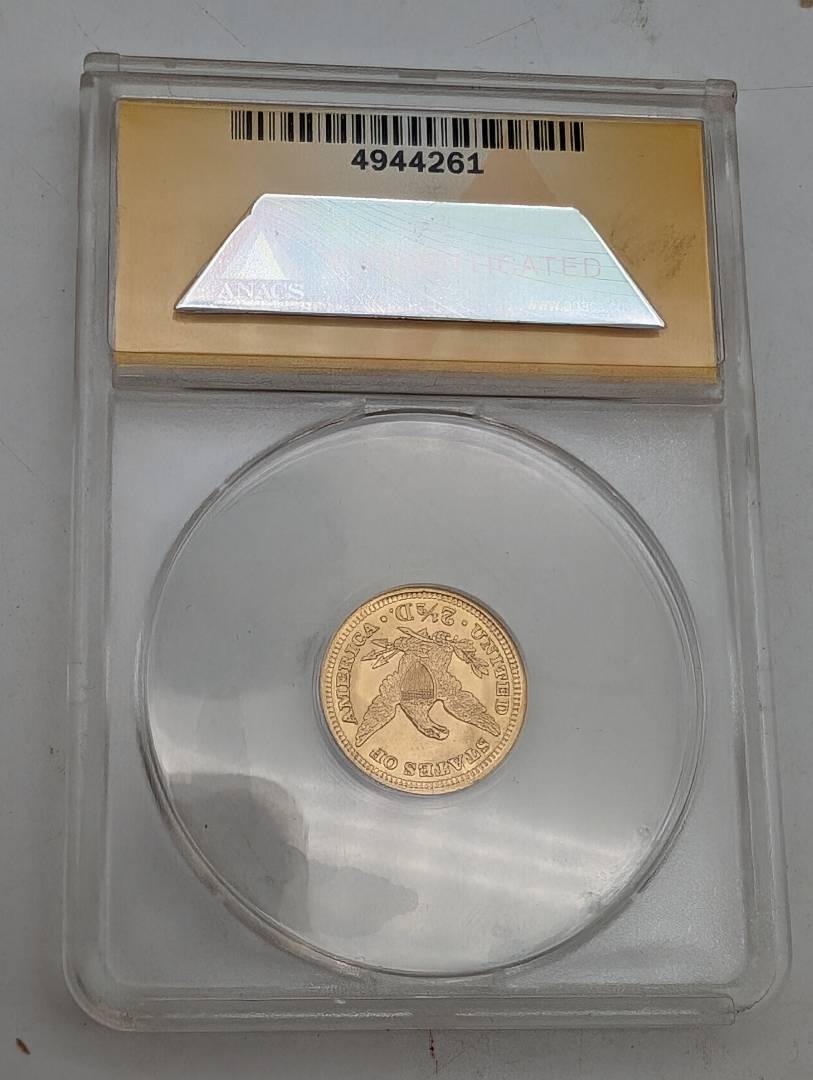 4944261
ANACS
UNITED STATES OF AMERICA · 2½ D. ·